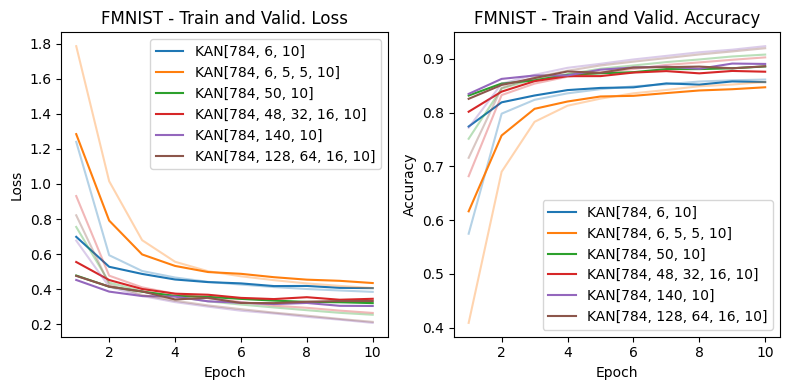 FMNIST - Train and Valid. Loss
1.8
1.6
1.4
1.2
1.0
0.8
0.6
0.4
0.2
Loss
KAN[784, 6, 10]
KAN[784, 6, 5, 5, 10]
KAN[784, 50, 10]
KAN[784, 48, 32, 16, 10]
KAN[784, 140, 10]
KAN[784, 128, 64, 16, 10]
2 4 6 8 10
Epoch
FMNIST - Train and Valid. Accuracy
0.9
0.8
0.7
0.6
0.5
0.4
Accuracy
KAN[784, 6, 10]
KAN[784, 6, 5, 5, 10]
KAN[784, 50, 10]
KAN[784, 48, 32, 16, 10]
KAN[784, 140, 10]
KAN[784, 128, 64, 16, 10]
2 4 6 8 10
Epoch